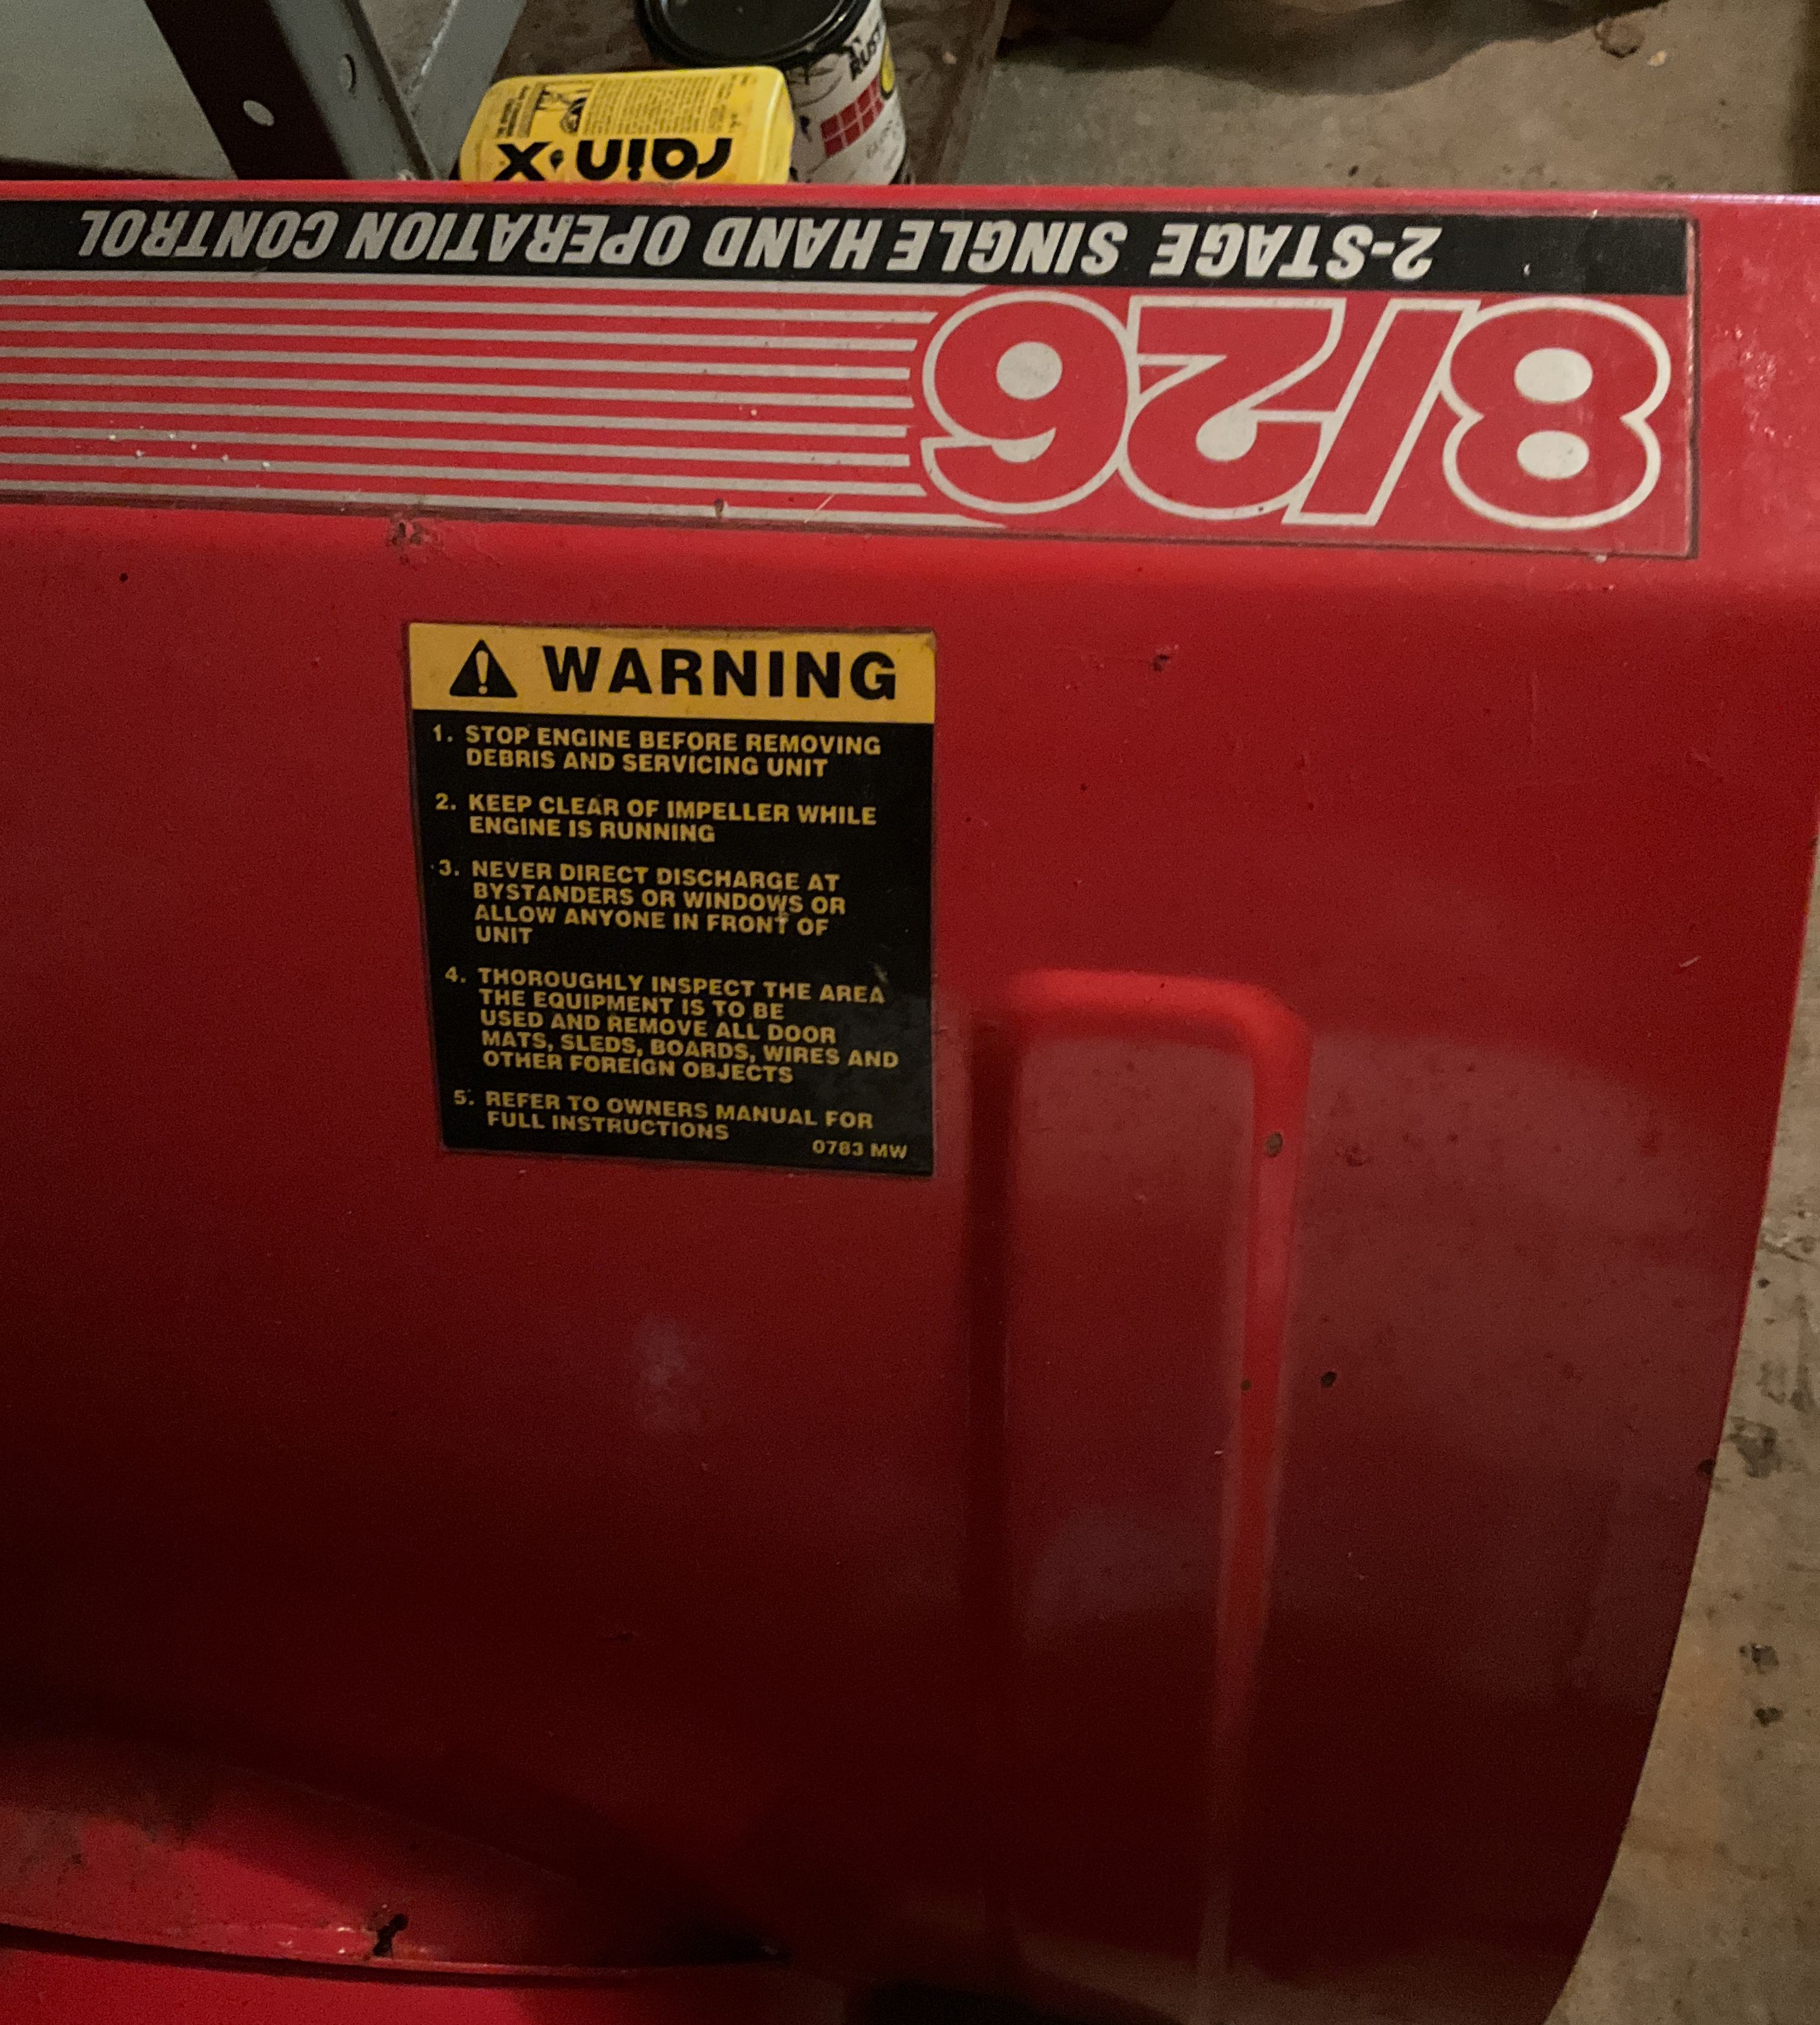 RUST
rain·x
2-STAGE SINGLE HAND OPERATION CONTROL
8/26
WARNING
1. STOP ENGINE BEFORE REMOVING
DEBRIS AND SERVICING UNIT
2. KEEP CLEAR OF IMPELLER WHILE
ENGINE IS RUNNING
3. NEVER DIRECT DISCHARGE AT
BYSTANDERS OR WINDOWS OR
ALLOW ANYONE IN FRONT OF
UNIT
4. THOROUGHLY INSPECT THE AREA
THE EQUIPMENT IS TO BE
USED AND REMOVE ALL DOOR
MATS, SLEDS, BOARDS, WIRES AND
OTHER FOREIGN OBJECTS
5. REFER TO OWNERS MANUAL FOR
FULL INSTRUCTIONS
0783 MW